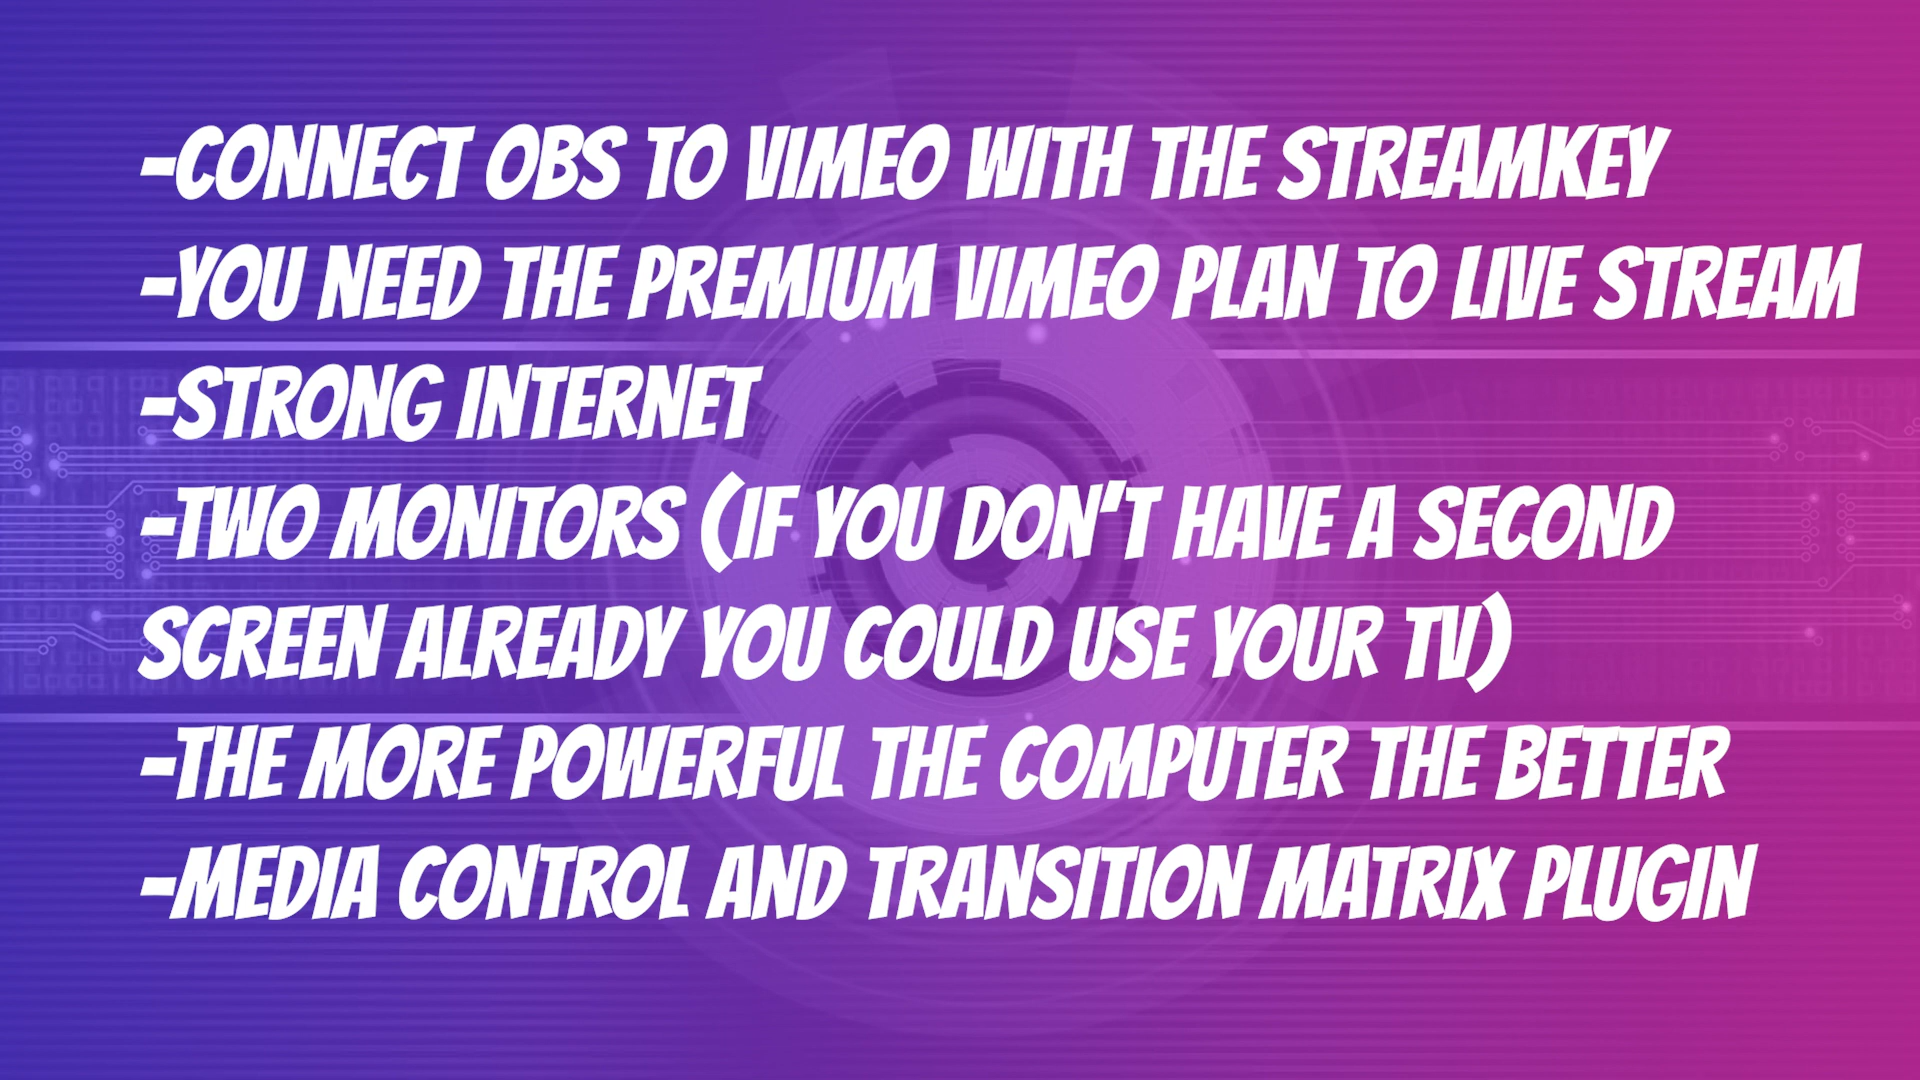 -CONNECT OBS TO VIMEO WITH THE STREAMKEY
-YOU NEED THE PREMIUM VIMEO PLAN TO LIVE STREAM
-STRONG INTERNET
-TWO MONITORS (IF YOU DON'T HAVE A SECOND
SCREEN ALREADY YOU COULD USE YOUR TV)
-THE MORE POWERFUL THE COMPUTER THE BETTER
-MEDIA CONTROL AND TRANSITION MATRIX PLUGIN